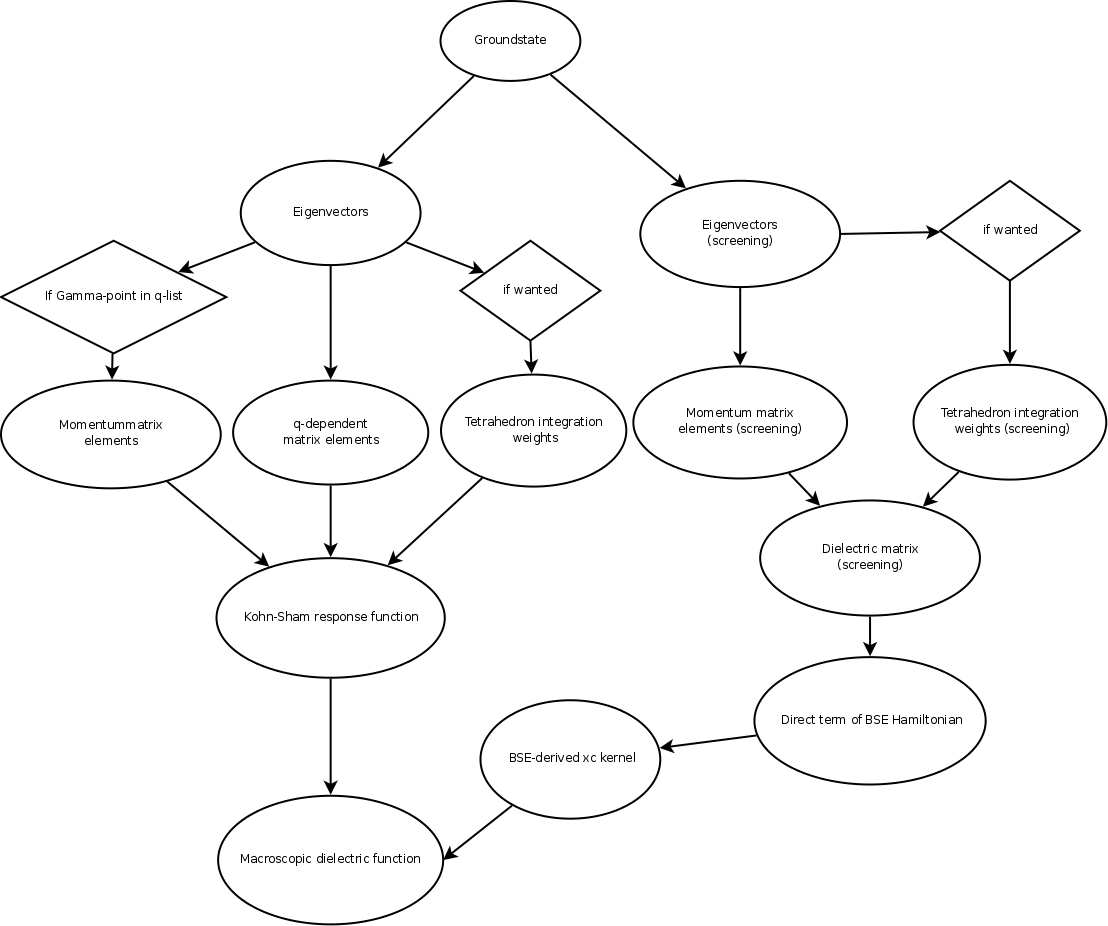 Groundstate
Eigenvectors
Eigenvectors
(screening)
if wanted
If Gamma-point in q-list
if wanted
Momentummatrix
elements
q-dependent
matrix elements
Tetrahedron integration
weights
Momentum matrix
elements (screening)
Tetrahedron integration
weights (screening)
Dielectric matrix
(screening)
Kohn-Sham response function
Direct term of BSE Hamiltonian
BSE-derived xc kernel
Macroscopic dielectric function